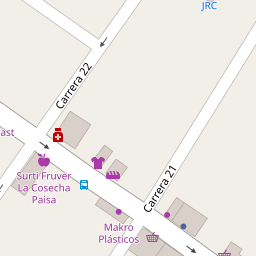 JRC
Carrera 22
ast
Carrera 21
Surti Fruver
La Cosecha
Paisa
Makro
Plásticos